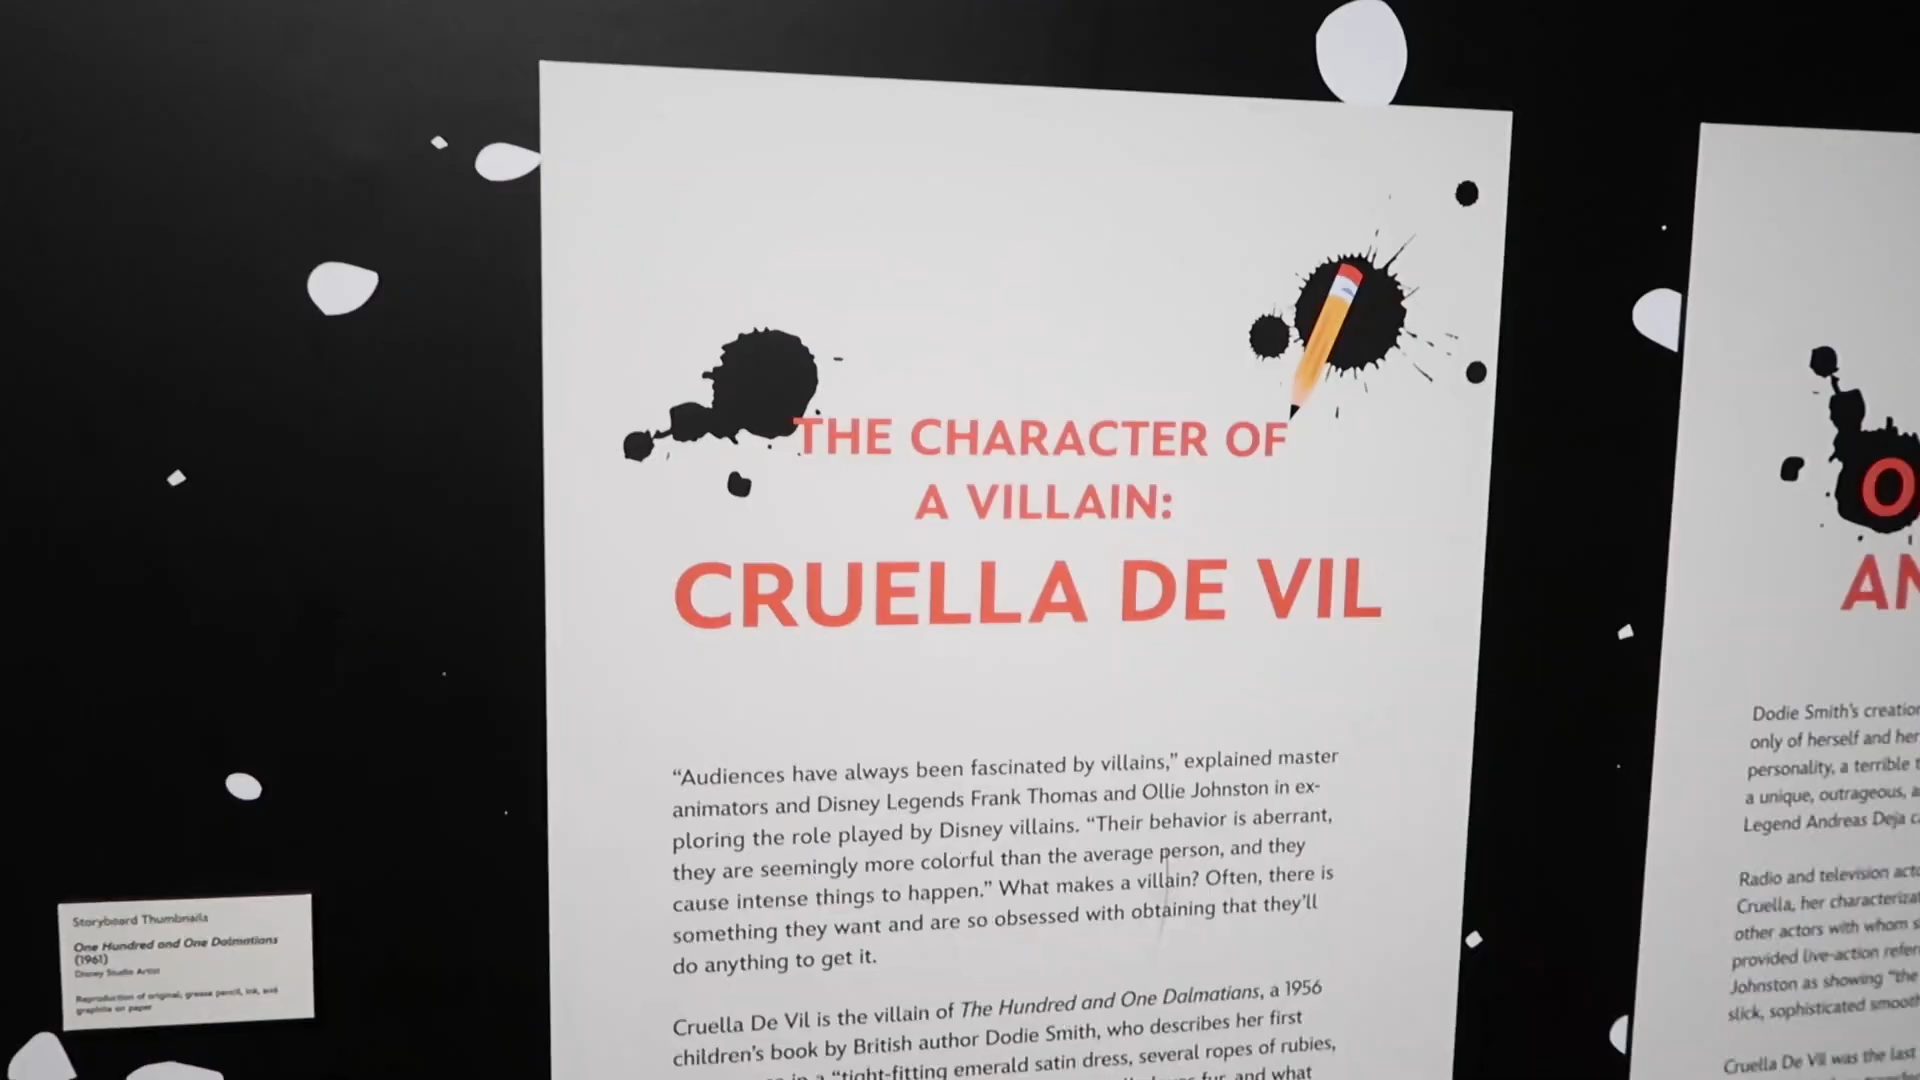 THE CHARACTER OF
A VILLAIN:
CRUELLA DE VIL
“Audiences have always been fascinated by villains,” explained master
animators and Disney Legends Frank Thomas and Ollie Johnston in ex-
ploring the role played by Disney villains. “Their behavior is aberrant,
they are seemingly more colorful than the average person, and they
cause intense things to happen.” What makes a villain? Often, there is
something they want and are so obsessed with obtaining that they’ll
do anything to get it.
Cruella De Vil is the villain of The Hundred and One Dalmatians, a 1956
children’s book by British author Dodie Smith, who describes her first
in a “tight-fitting emerald satin dress, several ropes of rubies,
fur, and what
Storyboard Thumbnails
One Hundred and One Dalmatians
(1961)
Disney Studio Artist
Reproduction of original, grease pencil, ink, and
graphite on paper
O
AN
Dodie Smith’s creation
only of herself and her
personality, a terrible
a unique, outrageous,
Legend Andreas Deja
Radio and television
Cruella, her
other actors with whom
provided live-action
Johnston as showing “the
slick, sophisticated
Cruella De Vil was the last